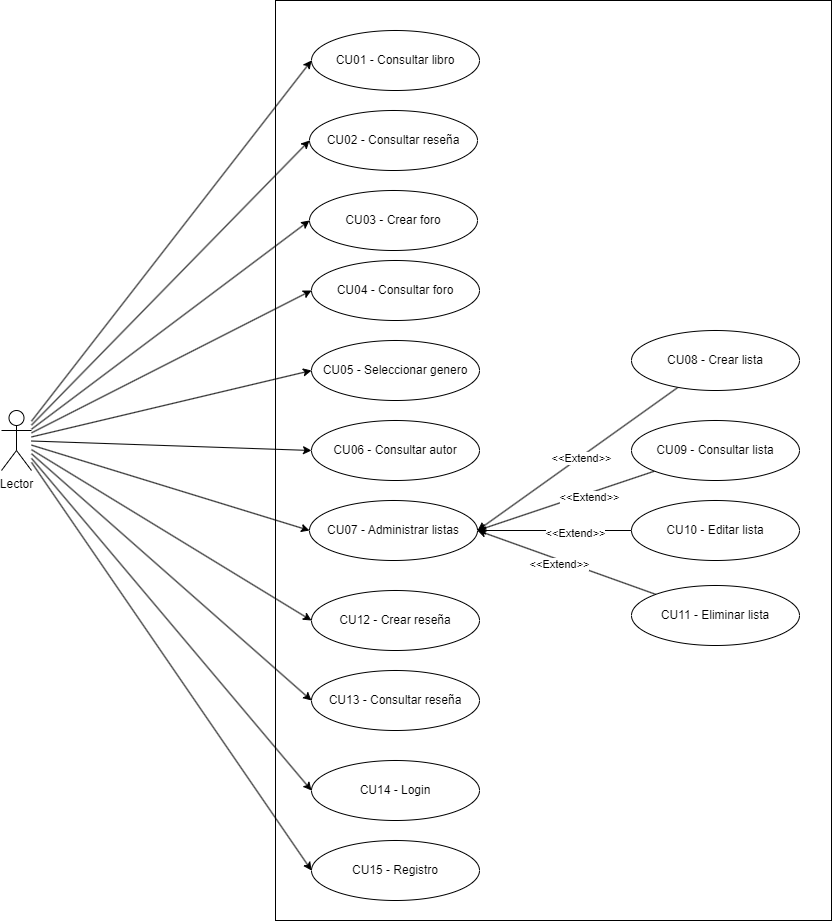 CU01 - Consultar libro
CU02 - Consultar reseña
CU03 - Crear foro
CU04 - Consultar foro
CU05 - Seleccionar genero
CU06 - Consultar autor
CU07 - Administrar listas
CU12 - Crear reseña
CU13 - Consultar reseña
CU14 - Login
CU15 - Registro
Lector
CU08 - Crear lista
CU09 - Consultar lista
CU10 - Editar lista
CU11 - Eliminar lista
<<Extend>>
<<Extend>>
<<Extend>>
<<Extend>>